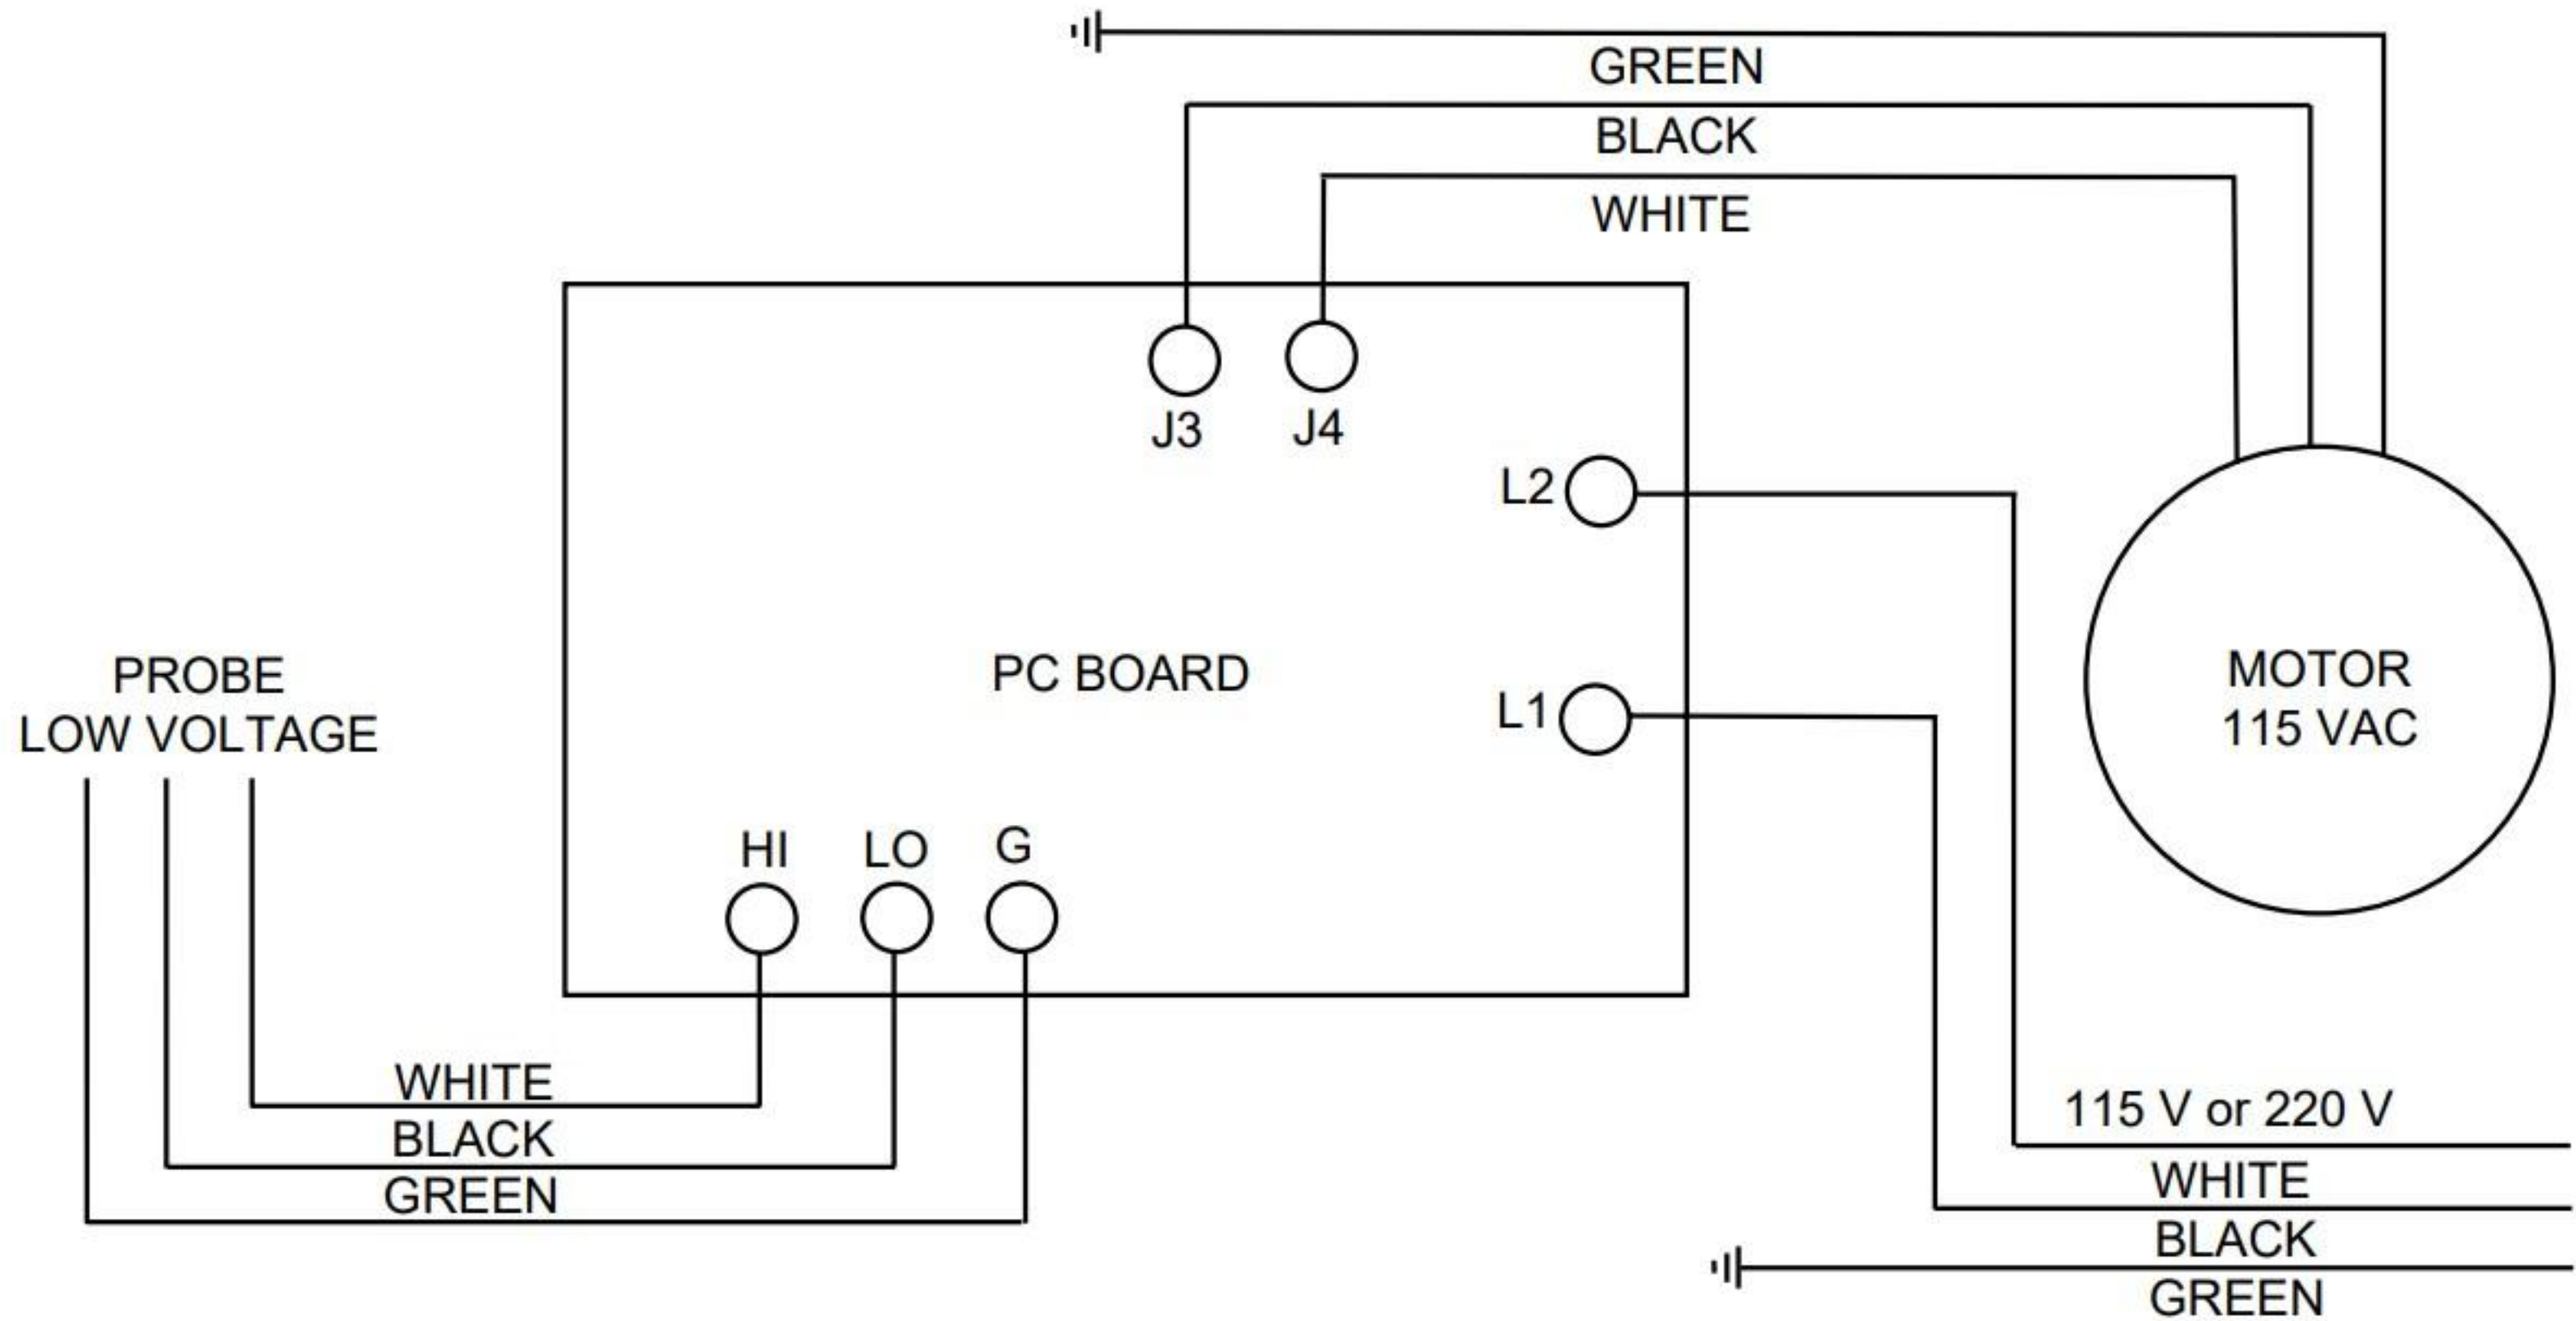 GREEN
BLACK
WHITE
J3
J4
L2
PC BOARD
L1
MOTOR
115 VAC
PROBE
LOW VOLTAGE
HI
LO
G
WHITE
BLACK
GREEN
115 V or 220 V
WHITE
BLACK
GREEN